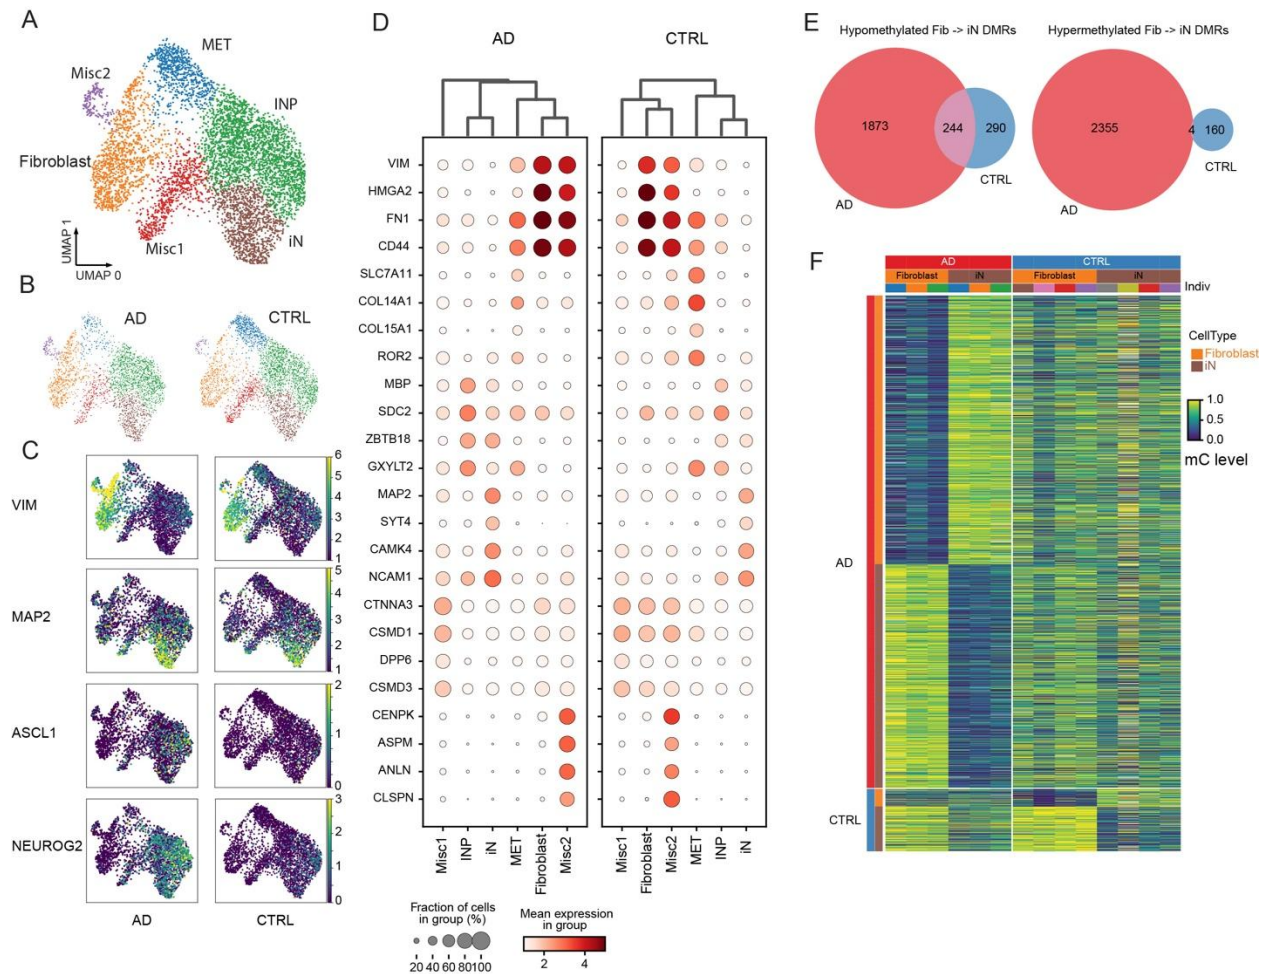 A
MET
Misc2
INP
Fibroblast
Misc1
iN
UMAP 1
UMAP 0
B
AD
CTRL
C
VIM
6
5
4
3
2
1
MAP2
5
4
3
2
1
ASCL1
2
1
0
NEUROG2
3
2
1
0
AD
CTRL
D
AD
CTRL
VIM
HMGA2
FN1
CD44
SLC7A11
COL14A1
COL15A1
ROR2
MBP
SDC2
ZBTB18
GXYLT2
MAP2
SYT4
CAMK4
NCAM1
CTNNA3
CSMD1
DPP6
CSMD3
CENPK
ASPM
ANLN
CLSPN
Misc1
INP
iN
MET
Fibroblast
Misc2
Misc1
Fibroblast
Misc2
MET
INP
iN
Fraction of cells
in group (%)
20 40 60 80100
Mean expression
in group
2 4
E
Hypomethylated Fib -> iN DMRs
1873
244
290
CTRL
AD
Hypermethylated Fib -> iN DMRs
2355
4
160
CTRL
AD
F
AD
CTRL
Fibroblast
iN
Fibroblast
iN
Indiv
CellType
Fibroblast
iN
1.0
0.5
0.0
mC level
AD
CTRL